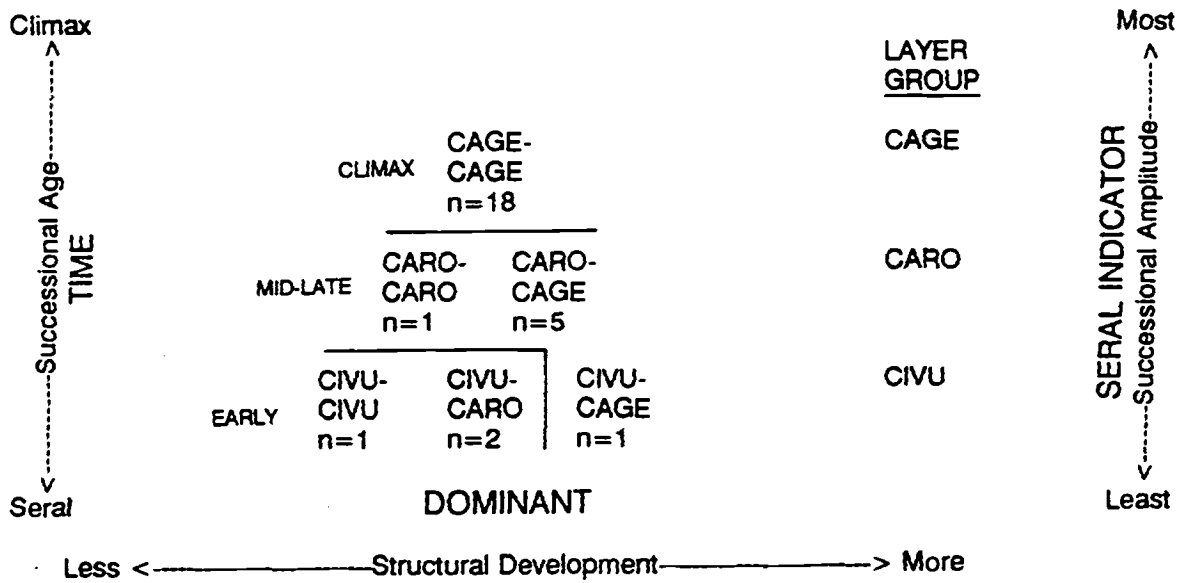 Climax
Most
LAYER
GROUP
CAGE-
CAGE
n=18
CLIMAX
CAGE
Successional Age
TIME
SERAL INDICATOR
Successional Amplitude
CARO-
CARO
n=1
CARO-
CAGE
n=5
MID-LATE
CARO
CIVU-
CIVU
n=1
CIVU-
CARO
n=2
CIVU-
CAGE
n=1
EARLY
CIVU
Seral
DOMINANT
Least
Less <--Structural Development--> More